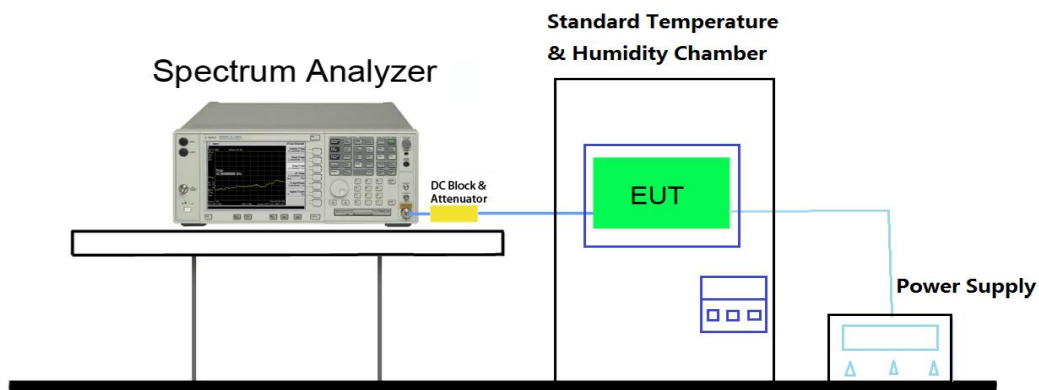 Standard Temperature
& Humidity Chamber
Spectrum Analyzer
DC Block &
Attenuator
EUT
Power Supply